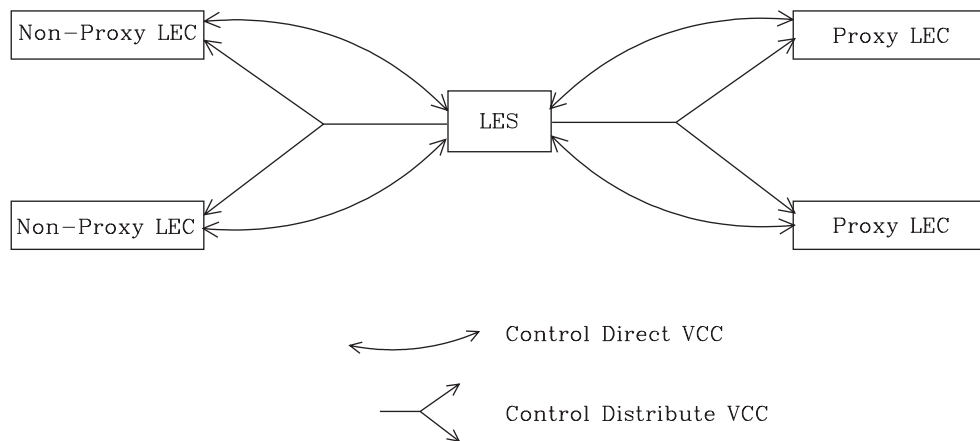 Non-Proxy LEC
Proxy LEC
LES
Non-Proxy LEC
Proxy LEC
Control Direct VCC
Control Distribute VCC